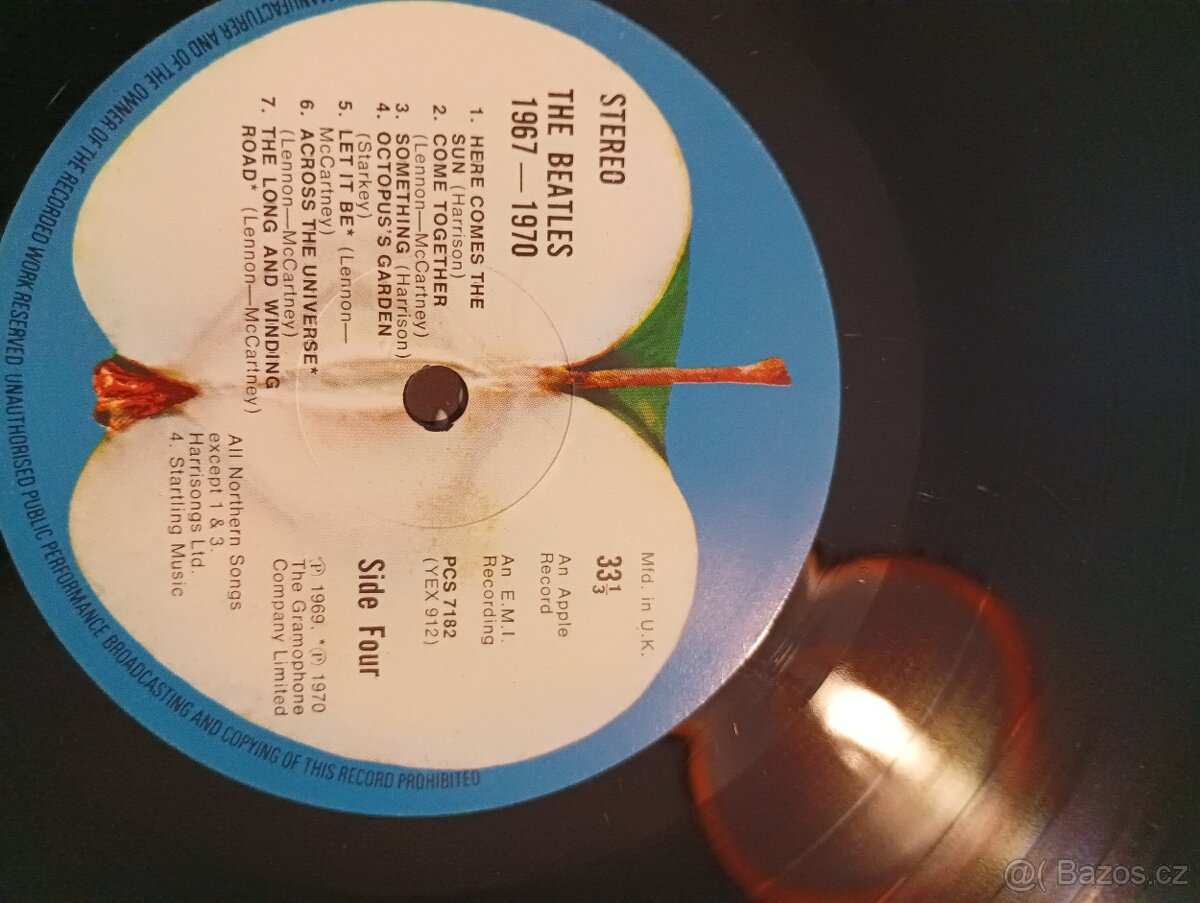 STEREO
THE BEATLES
1967—1970
1. HERE COMES THE
SUN (Harrison)
2. COME TOGETHER
(Lennon—McCartney)
3. SOMETHING (Harrison)
4. OCTOPUS'S GARDEN
(Starkey)
5. LET IT BE* (Lennon—
McCartney)
6. ACROSS THE UNIVERSE*
(Lennon—McCartney)
7. THE LONG AND WINDING
ROAD* (Lennon—McCartney)
Mfd. in U.K.
33⅓
An Apple
Record
An E.M.I.
Recording
PCS 7182
(YEX 912)
Side Four
℗ 1969. *℗ 1970
The Gramophone
Company Limited
All Northern Songs
except 1 & 3.
Harrisongs Ltd.
4. Startling Music
MANUFACTURER AND OF THE OWNER OF THE RECORDED WORK RESERVED UNAUTHORISED PUBLIC PERFORMANCE BROADCASTING AND COPYING OF THIS RECORD PROHIBITED
@( Bazos.cz